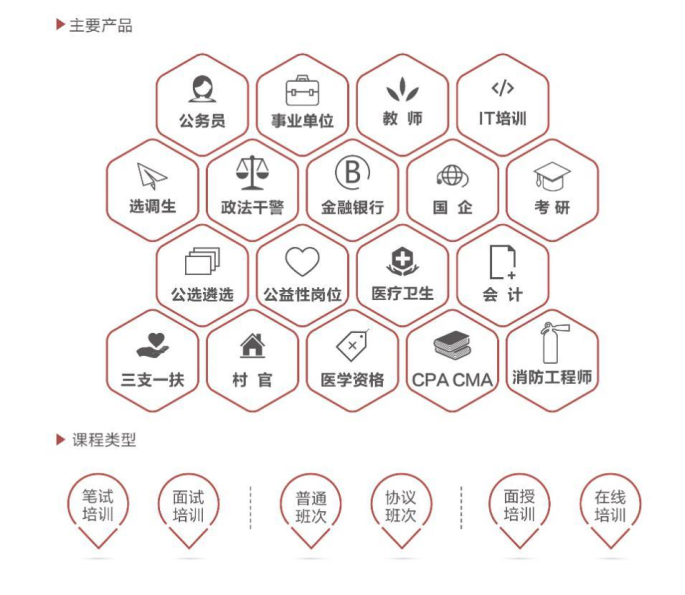 主要产品
公务员
事业单位
教 师
</>
IT培训
选调生
政法干警
B
金融银行
国 企
考 研
公选遴选
公益性岗位
医疗卫生
会 计
三支一扶
村 官
医学资格
CPA CMA
消防工程师
课程类型
笔试
培训
面试
培训
普通
班次
协议
班次
面授
培训
在线
培训